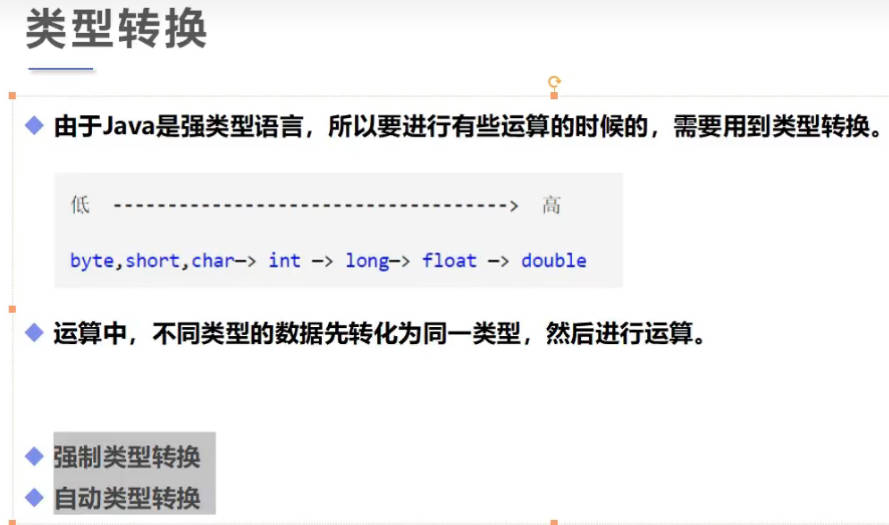 类型转换
由于Java是强类型语言，所以要进行有些运算的时候的，需要用到类型转换。
低 ------------------------------------> 高
byte,short,char—> int —> long—> float —> double
运算中，不同类型的数据先转化为同一类型，然后进行运算。
强制类型转换
自动类型转换